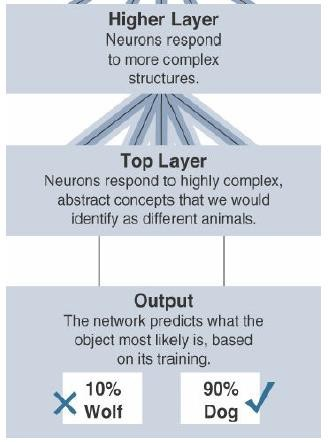 Higher Layer
Neurons respond
to more complex
structures.
Top Layer
Neurons respond to highly complex,
abstract concepts that we would
identify as different animals.
Output
The network predicts what the
object most likely is, based
on its training.
10%
Wolf
90%
Dog